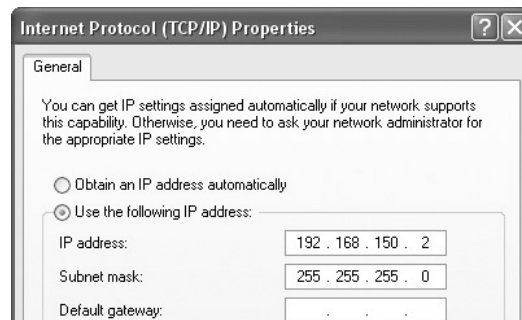 Internet Protocol (TCP/IP) Properties ? X
General
You can get IP settings assigned automatically if your network supports
this capability. Otherwise, you need to ask your network administrator for
the appropriate IP settings.
Obtain an IP address automatically
Use the following IP address:
IP address: 192 . 168 . 150 . 2
Subnet mask: 255 . 255 . 255 . 0
Default gateway: . . .